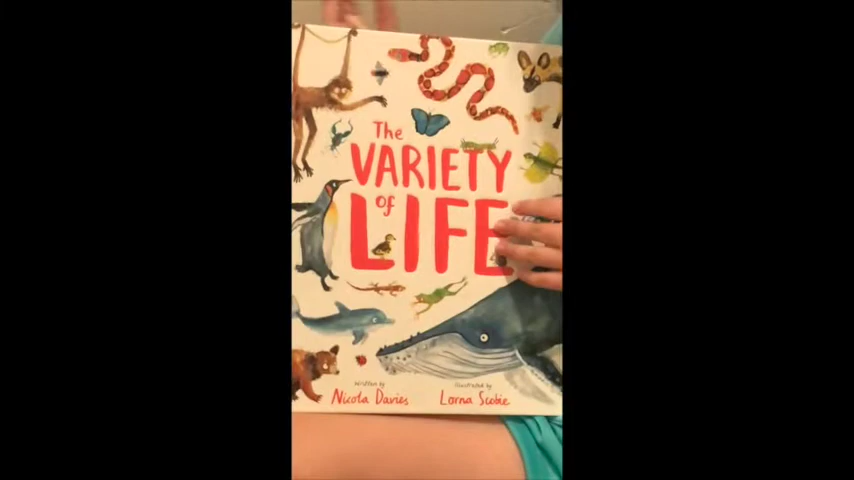 The
VARIETY
of
LIFE
written by
Nicola Davies
illustrated by
Lorna Scobie